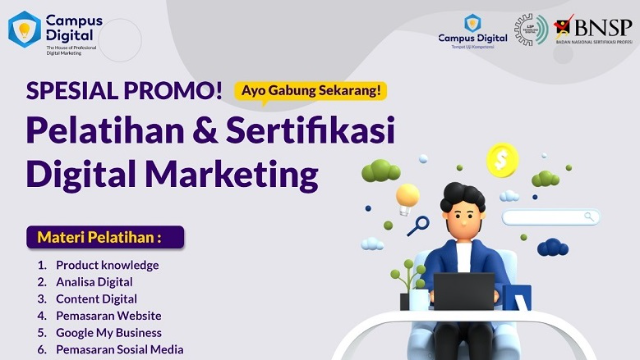 Campus
Digital
The House of Profesional
Digital Marketing
Campus Digital
Tempat Uji Kompetensi
BNSP
BADAN NASIONAL SERTIFIKASI PROFESI
SPESIAL PROMO!
Ayo Gabung Sekarang!
Pelatihan & Sertifikasi
Digital Marketing
Materi Pelatihan :
1. Product knowledge
2. Analisa Digital
3. Content Digital
4. Pemasaran Website
5. Google My Business
6. Pemasaran Sosial Media